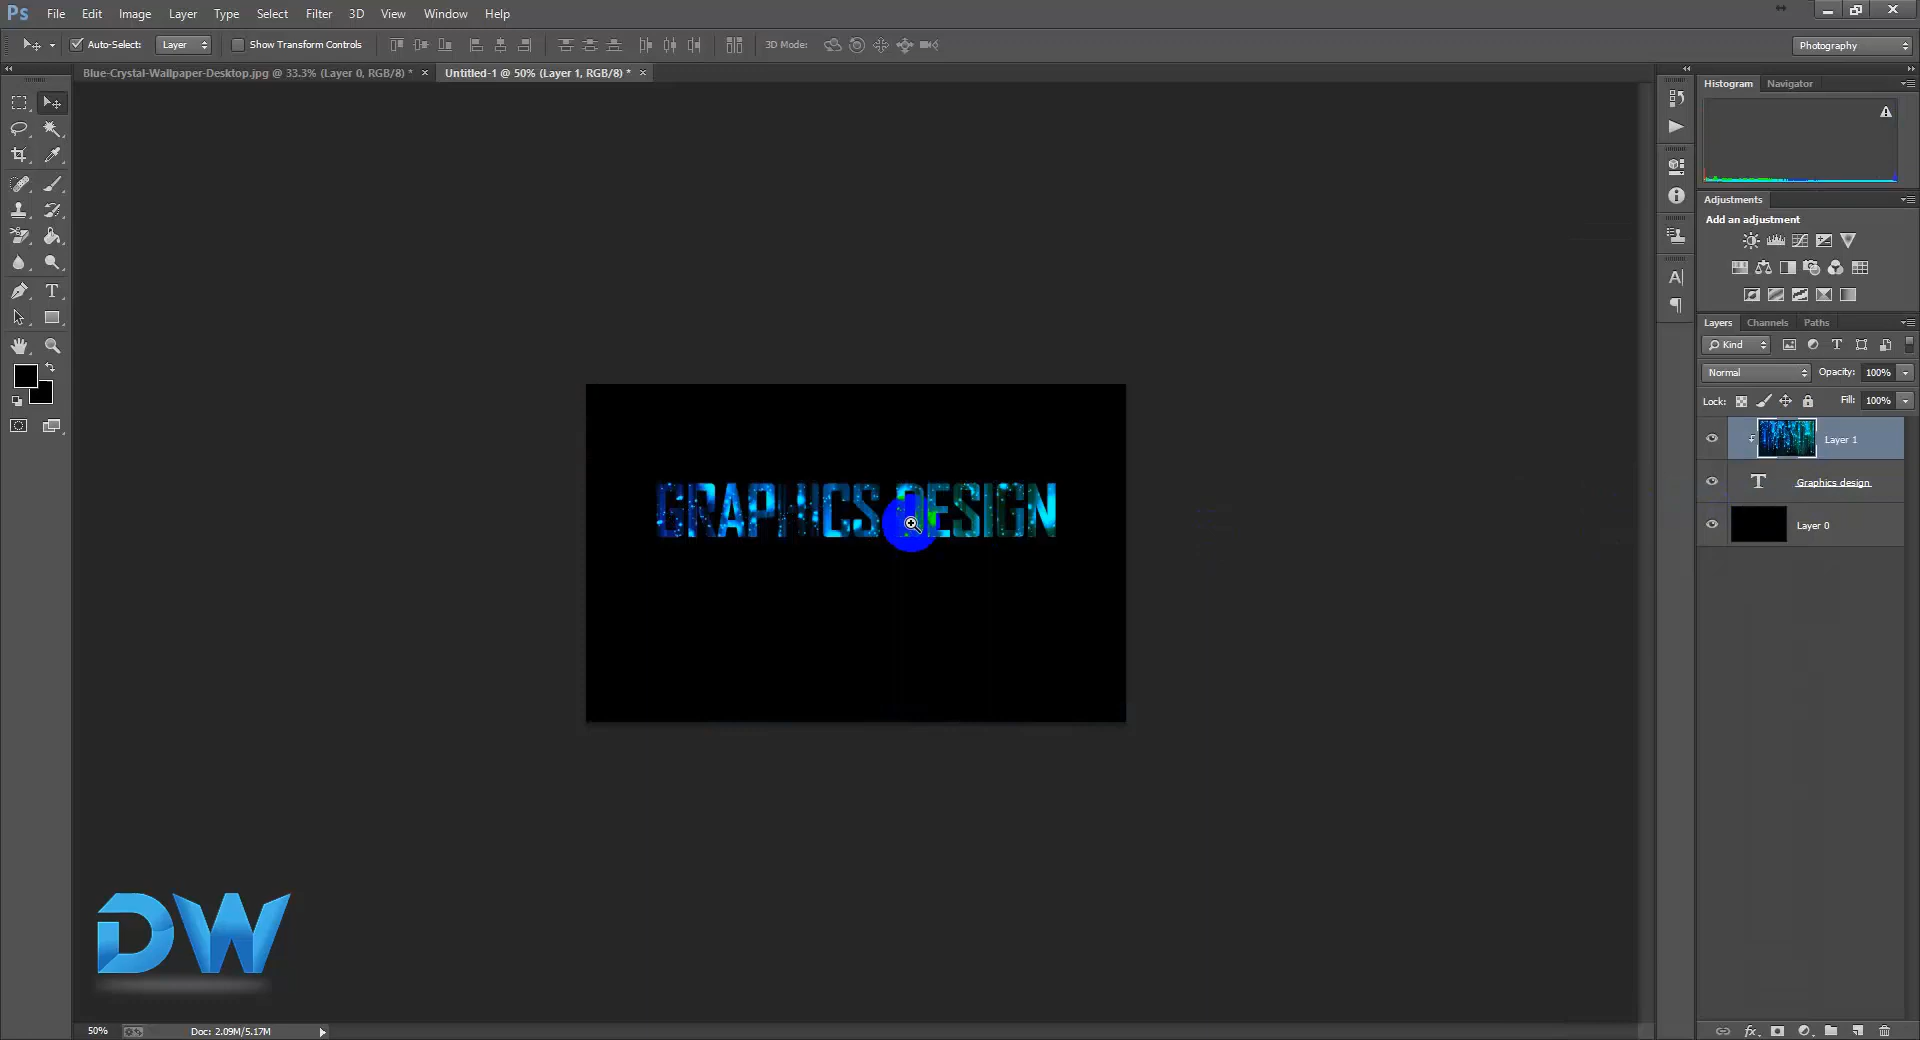 Ps File Edit Image Layer Type Select Filter 3D View Window Help
Auto-Select: Layer Show Transform Controls 3D Mode: Photography
Blue-Crystal-Wallpaper-Desktop.jpg @ 33.3% (Layer 0, RGB/8) * × Untitled-1 @ 50% (Layer 1, RGB/8) * ×
Histogram Navigator
Adjustments
Add an adjustment
Layers Channels Paths
Kind
Normal Opacity: 100%
Lock: Fill: 100%
Layer 1
Graphics design
Layer 0
GRAPHICS DESIGN
DW
50% Doc: 2.09M/5.17M